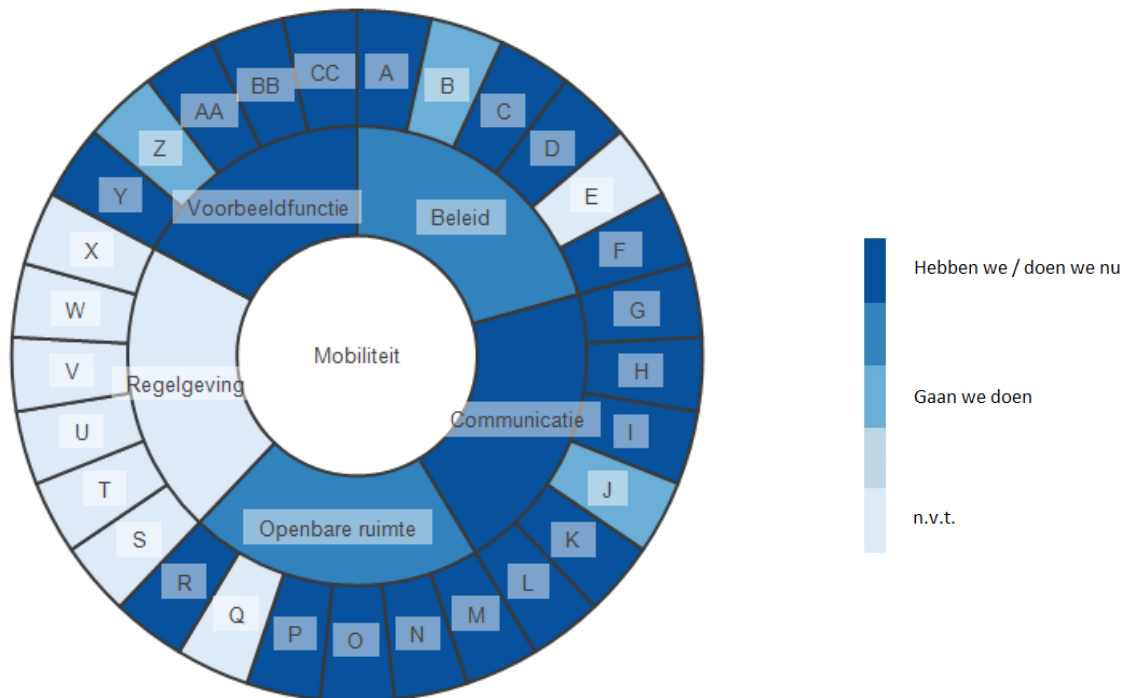 A
B
C
D
E
F
G
H
I
J
K
L
M
N
O
P
Q
R
S
T
U
V
W
X
Y
Z
AA
BB
CC
Voorbeeldfunctie
Beleid
Communicatie
Openbare ruimte
Regelgeving
Mobiliteit
Hebben we / doen we nu
Gaan we doen
n.v.t.